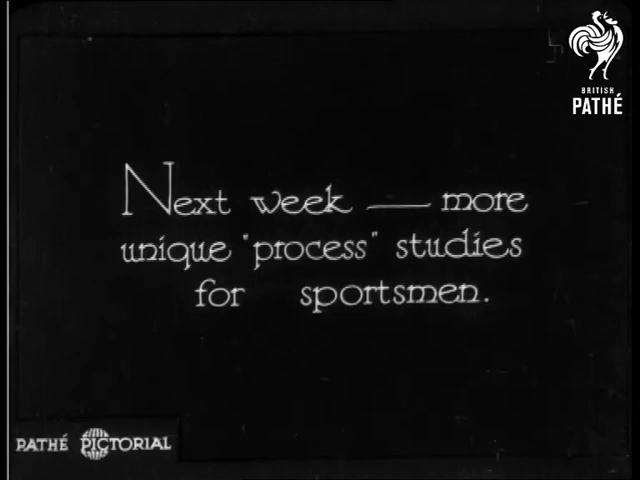 BRITISH
PATHÉ
Next week — more
unique "process" studies
for sportsmen.
PATHÉ PICTORIAL